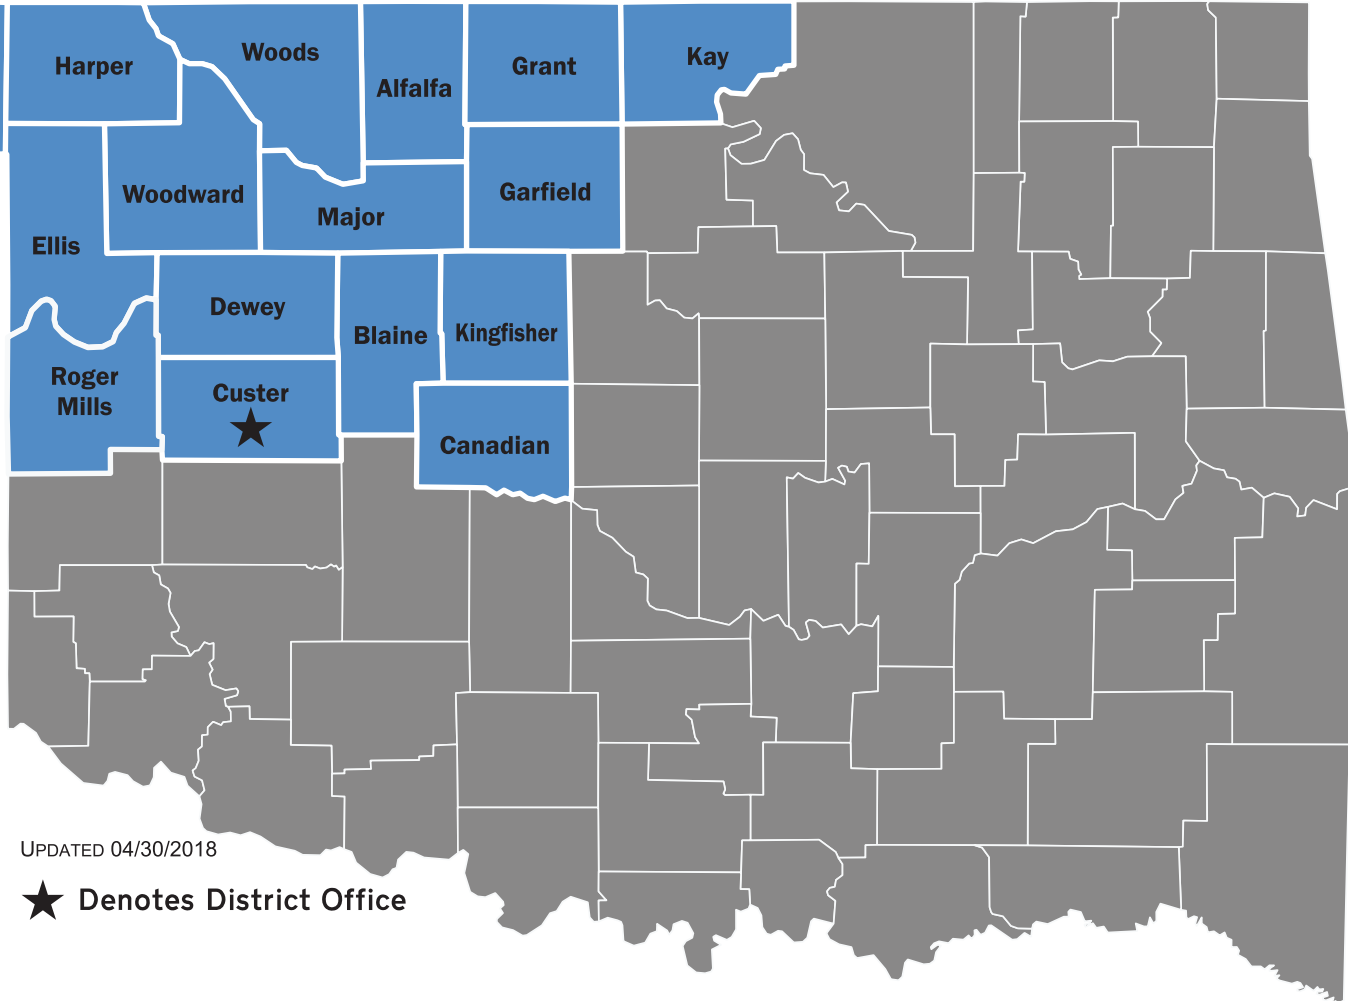 Harper
Woods
Alfalfa
Grant
Kay
Woodward
Major
Garfield
Ellis
Dewey
Blaine
Kingfisher
Roger
Mills
Custer
Canadian
UPDATED 04/30/2018
Denotes District Office